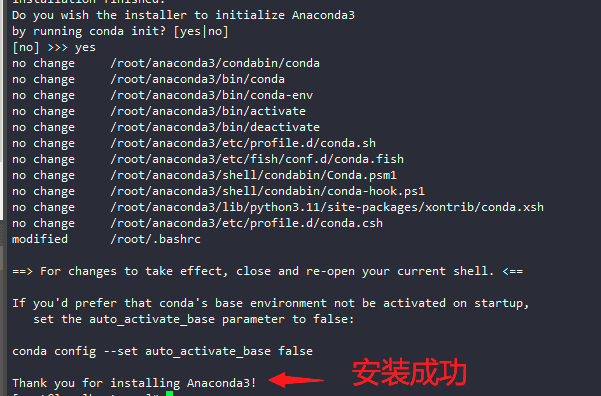 Installation finished.
Do you wish the installer to initialize Anaconda3
by running conda init? [yes|no]
[no] >>> yes
no change     /root/anaconda3/condabin/conda
no change     /root/anaconda3/bin/conda
no change     /root/anaconda3/bin/conda-env
no change     /root/anaconda3/bin/activate
no change     /root/anaconda3/bin/deactivate
no change     /root/anaconda3/etc/profile.d/conda.sh
no change     /root/anaconda3/etc/fish/conf.d/conda.fish
no change     /root/anaconda3/shell/condabin/Conda.psm1
no change     /root/anaconda3/shell/condabin/conda-hook.ps1
no change     /root/anaconda3/lib/python3.11/site-packages/xontrib/conda.xsh
no change     /root/anaconda3/etc/profile.d/conda.csh
modified      /root/.bashrc
==> For changes to take effect, close and re-open your current shell. <==
If you'd prefer that conda's base environment not be activated on startup,
   set the auto_activate_base parameter to false:
conda config --set auto_activate_base false
Thank you for installing Anaconda3!
安装成功